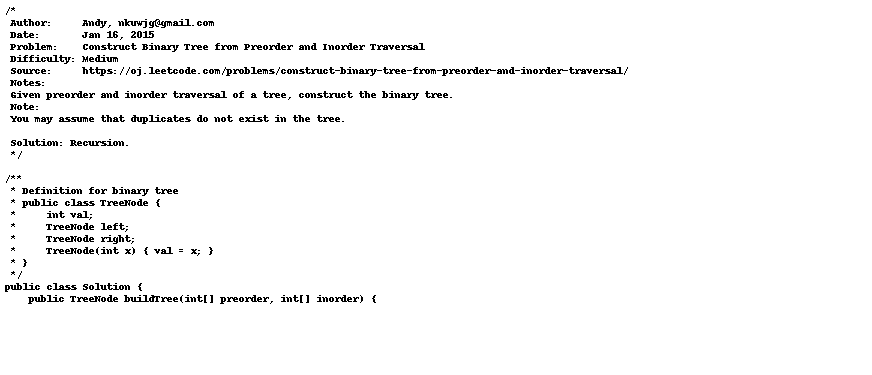 /*
 Author:     Andy, nkuwjg@gmail.com
 Date:       Jan 16, 2015
 Problem:    Construct Binary Tree from Preorder and Inorder Traversal
 Difficulty: Medium
 Source:     https://oj.leetcode.com/problems/construct-binary-tree-from-preorder-and-inorder-traversal/
 Notes:
 Given preorder and inorder traversal of a tree, construct the binary tree.
 Note:
 You may assume that duplicates do not exist in the tree.

 Solution: Recursion.
 */

/**
 * Definition for binary tree
 * public class TreeNode {
 *     int val;
 *     TreeNode left;
 *     TreeNode right;
 *     TreeNode(int x) { val = x; }
 * }
 */
public class Solution {
    public TreeNode buildTree(int[] preorder, int[] inorder) {